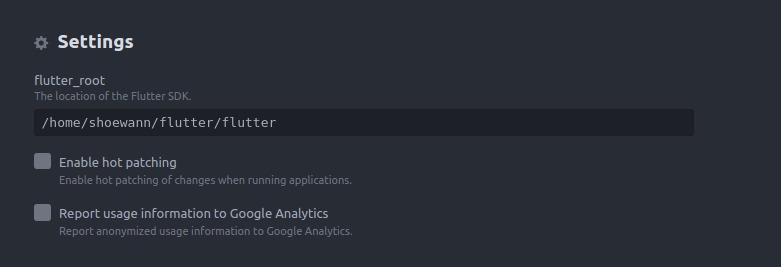 Settings
flutter_root
The location of the Flutter SDK.
/home/shoewann/flutter/flutter
Enable hot patching
Enable hot patching of changes when running applications.
Report usage information to Google Analytics
Report anonymized usage information to Google Analytics.